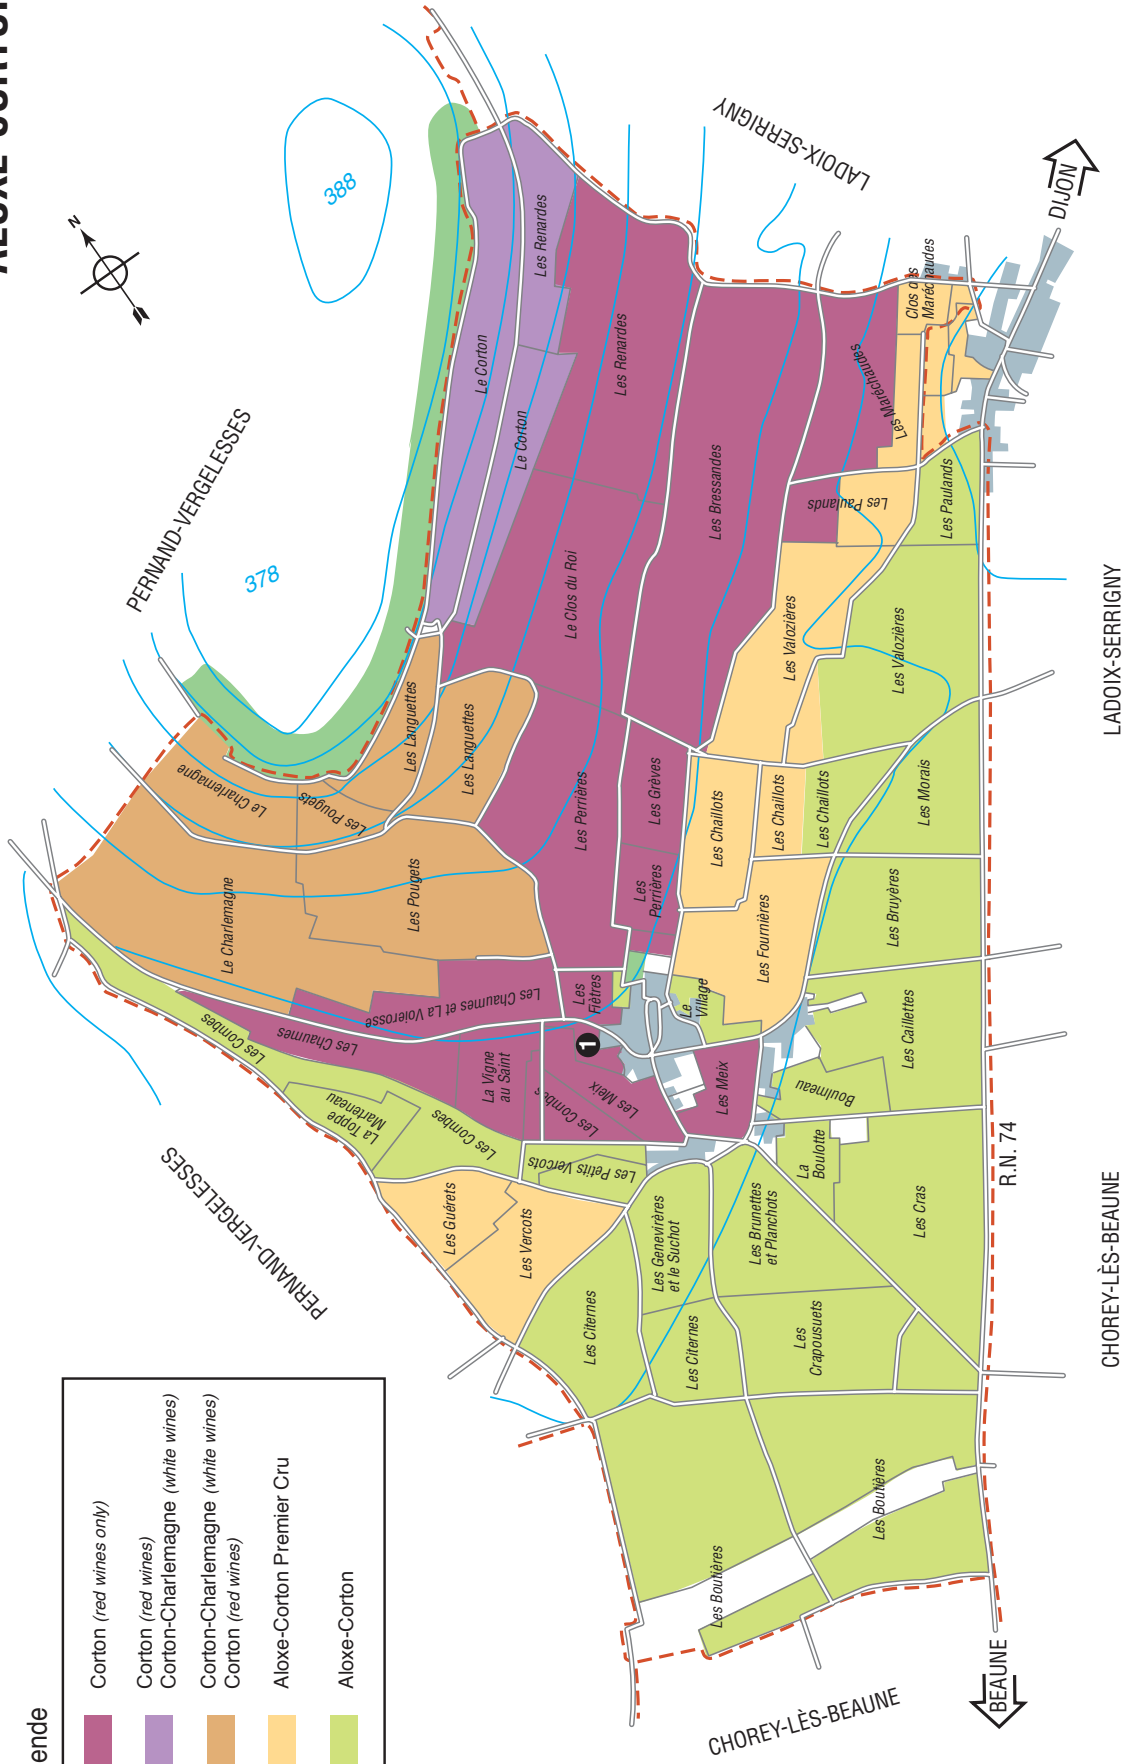 ALOXE-CORTON
N
388
378
PERNAND-VERGELESSES
LADOIX-SERRIGNY
DIJON
Le Corton
Les Renardes
Le Corton
Les Renardes
Clos des
Maréchaudes
Les Maréchaudes
Les Bressandes
Le Clos du Roi
Les Paulands
Les Paulands
Les Languettes
Les Languettes
Les Valozières
Les Valozières
Le Charlemagne
Les Pougets
Le Charlemagne
Les Pougets
Les Perrières
Les Grèves
Les Perrières
Les Chaillots
Les Chaillots
Les Chaillots
Les Morais
Les Fournières
Les Bruyères
Les Chaumes et La Voierosse
Les Fiètres
Le
Village
Les Caillettes
Les Combes
Les Chaumes
La Vigne
au Saint
1
Les Combes
Les Meix
Les Meix
Boulmeau
La Toppe
Marteneau
Les Combes
Les Petits Vercots
La
Boulotte
Les Guérets
Les Vercots
Les Genevrières
et le Suchot
Les Brunettes
et Planchots
Les Cras
Les Citernes
Les Citernes
Les
Crapousuets
Les Boutières
Les Boutières
R.N. 74
LADOIX-SERRIGNY
CHOREY-LÈS-BEAUNE
PERNAND-VERGELESSES
CHOREY-LÈS-BEAUNE
BEAUNE
ende
Corton (red wines only)
Corton (red wines)
Corton-Charlemagne (white wines)
Corton-Charlemagne (white wines)
Corton (red wines)
Aloxe-Corton Premier Cru
Aloxe-Corton